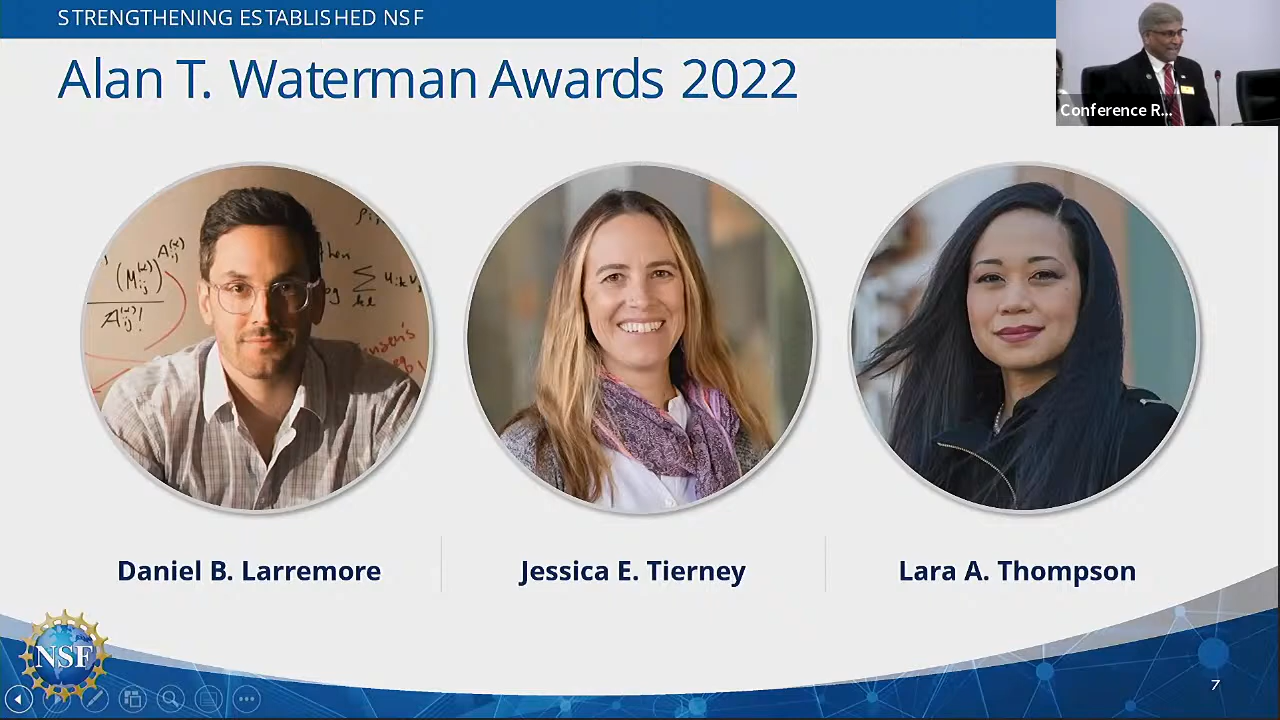 STRENGTHENING ESTABLISHED NSF
Alan T. Waterman Awards 2022
Conference R...
Daniel B. Larremore
Jessica E. Tierney
Lara A. Thompson
NSF
7